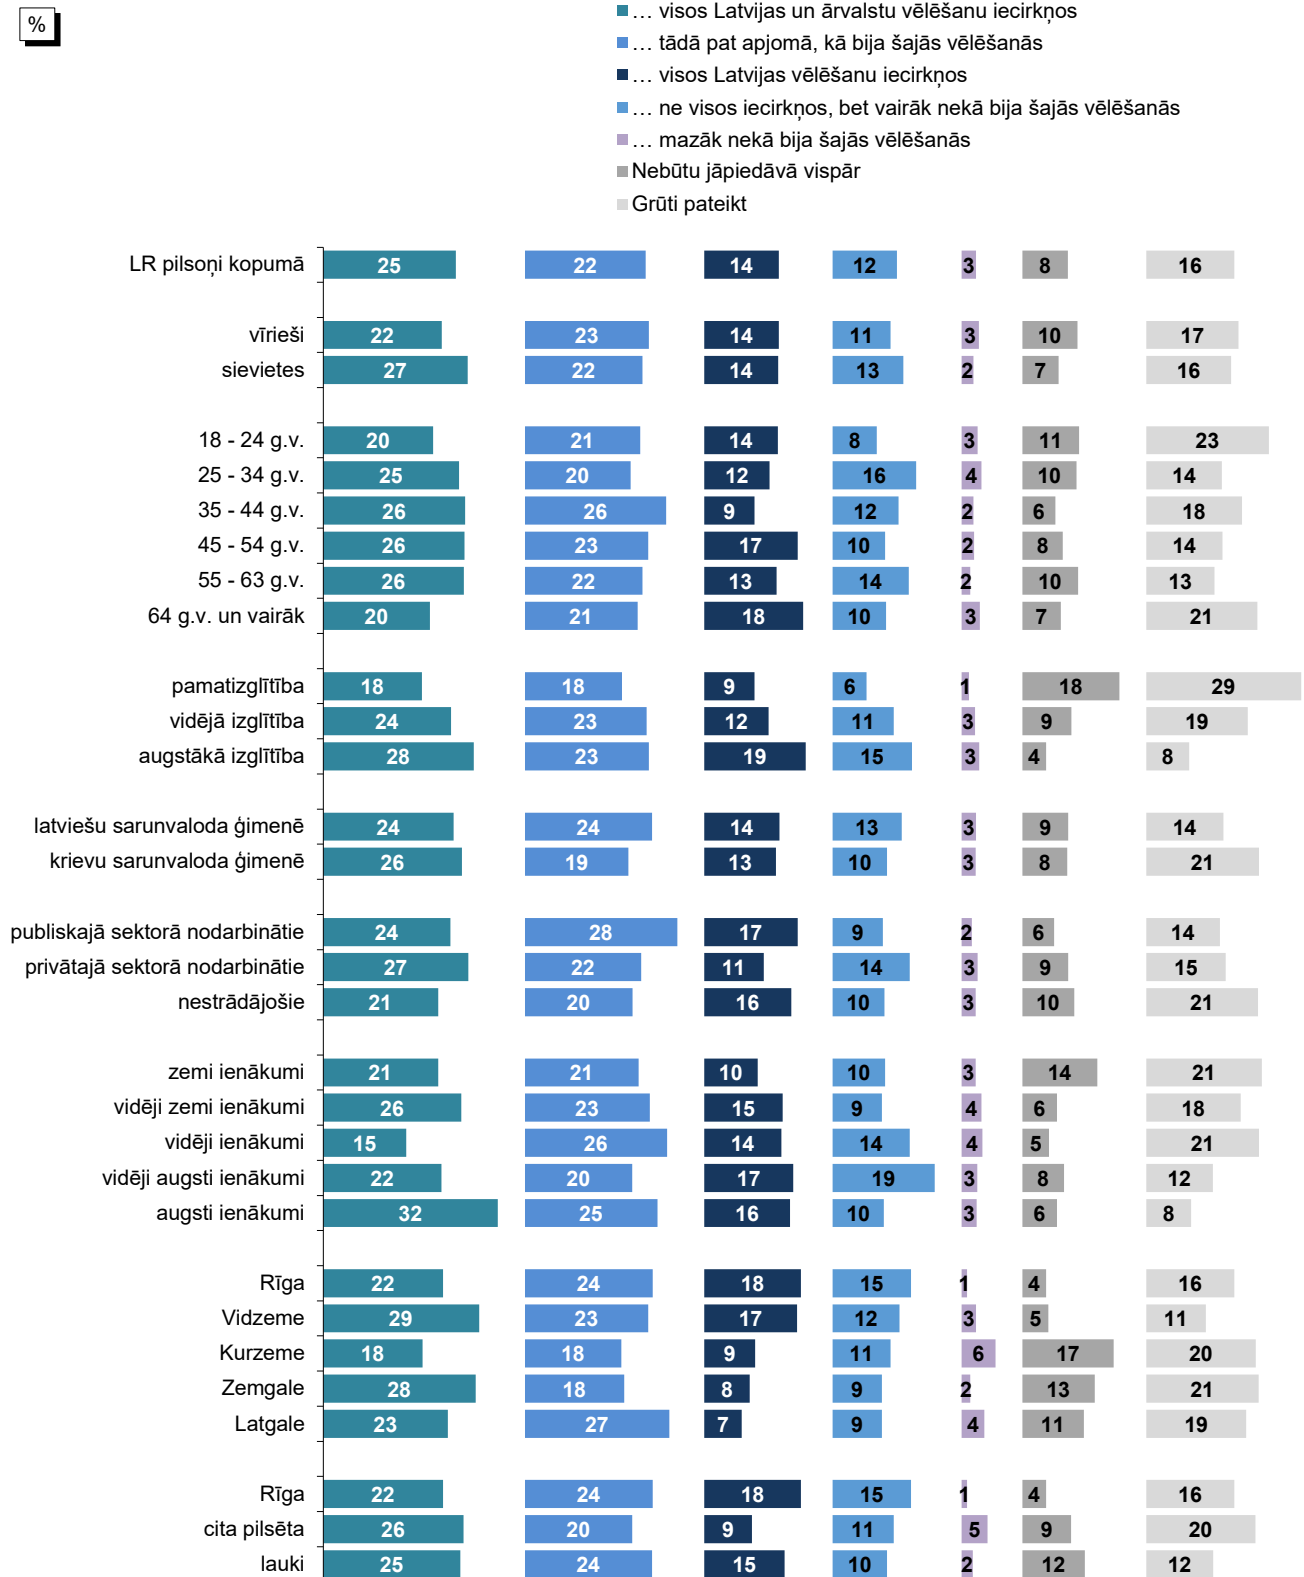 %
… visos Latvijas un ārvalstu vēlēšanu iecirkņos
… tādā pat apjomā, kā bija šajās vēlēšanās
… visos Latvijas vēlēšanu iecirkņos
… ne visos iecirkņos, bet vairāk nekā bija šajās vēlēšanās
… mazāk nekā bija šajās vēlēšanās
Nebūtu jāpiedāvā vispār
Grūti pateikt
LR pilsoņi kopumā 25 22 14 12 3 8 16
vīrieši 22 23 14 11 3 10 17
sievietes 27 22 14 13 2 7 16
18 - 24 g.v. 20 21 14 8 3 11 23
25 - 34 g.v. 25 20 12 16 4 10 14
35 - 44 g.v. 26 26 9 12 2 6 18
45 - 54 g.v. 26 23 17 10 2 8 14
55 - 63 g.v. 26 22 13 14 2 10 13
64 g.v. un vairāk 20 21 18 10 3 7 21
pamatizglītība 18 18 9 6 1 18 29
vidējā izglītība 24 23 12 11 3 9 19
augstākā izglītība 28 23 19 15 3 4 8
latviešu sarunvaloda ģimenē 24 24 14 13 3 9 14
krievu sarunvaloda ģimenē 26 19 13 10 3 8 21
publiskajā sektorā nodarbinātie 24 28 17 9 2 6 14
privātajā sektorā nodarbinātie 27 22 11 14 3 9 15
nestrādājošie 21 20 16 10 3 10 21
zemi ienākumi 21 21 10 10 3 14 21
vidēji zemi ienākumi 26 23 15 9 4 6 18
vidēji ienākumi 15 26 14 14 4 5 21
vidēji augsti ienākumi 22 20 17 19 3 8 12
augsti ienākumi 32 25 16 10 3 6 8
Rīga 22 24 18 15 1 4 16
Vidzeme 29 23 17 12 3 5 11
Kurzeme 18 18 9 11 6 17 20
Zemgale 28 18 8 9 2 13 21
Latgale 23 27 7 9 4 11 19
Rīga 22 24 18 15 1 4 16
cita pilsēta 26 20 9 11 5 9 20
lauki 25 24 15 10 2 12 12